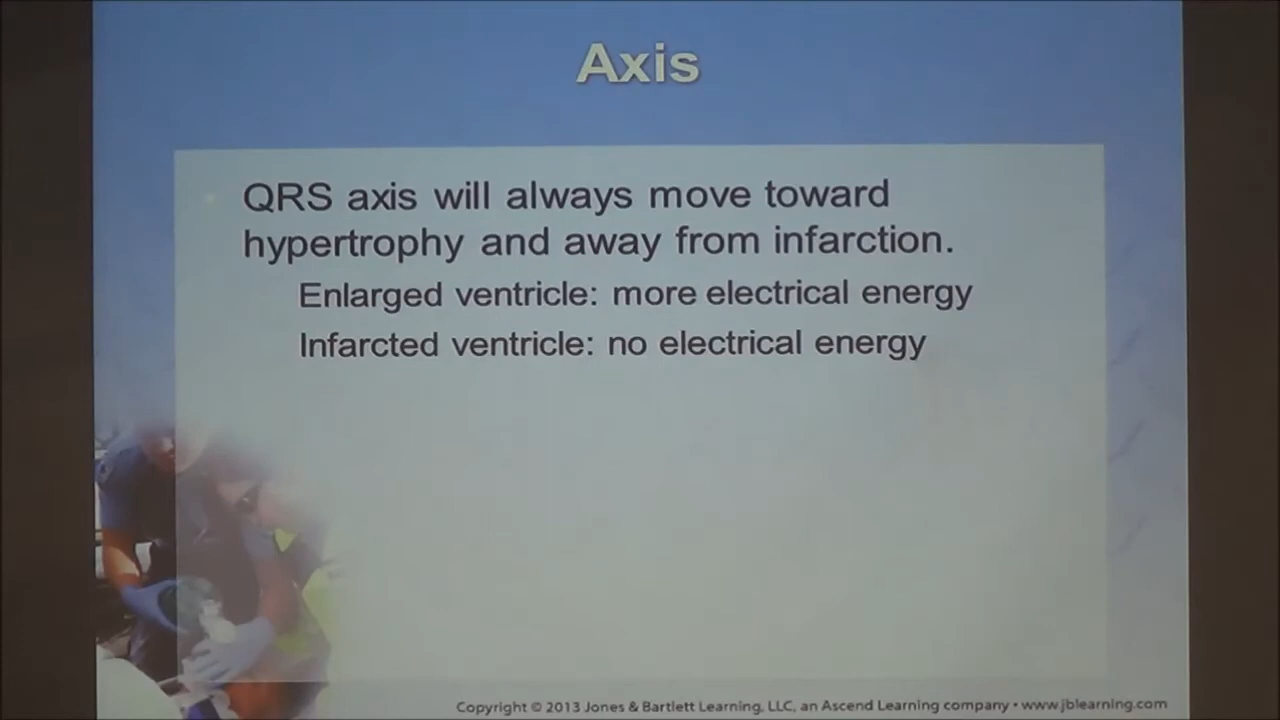 Axis
QRS axis will always move toward
hypertrophy and away from infarction.
Enlarged ventricle: more electrical energy
Infarcted ventricle: no electrical energy
Copyright © 2013 Jones & Bartlett Learning, LLC, an Ascend Learning company • www.jblearning.com